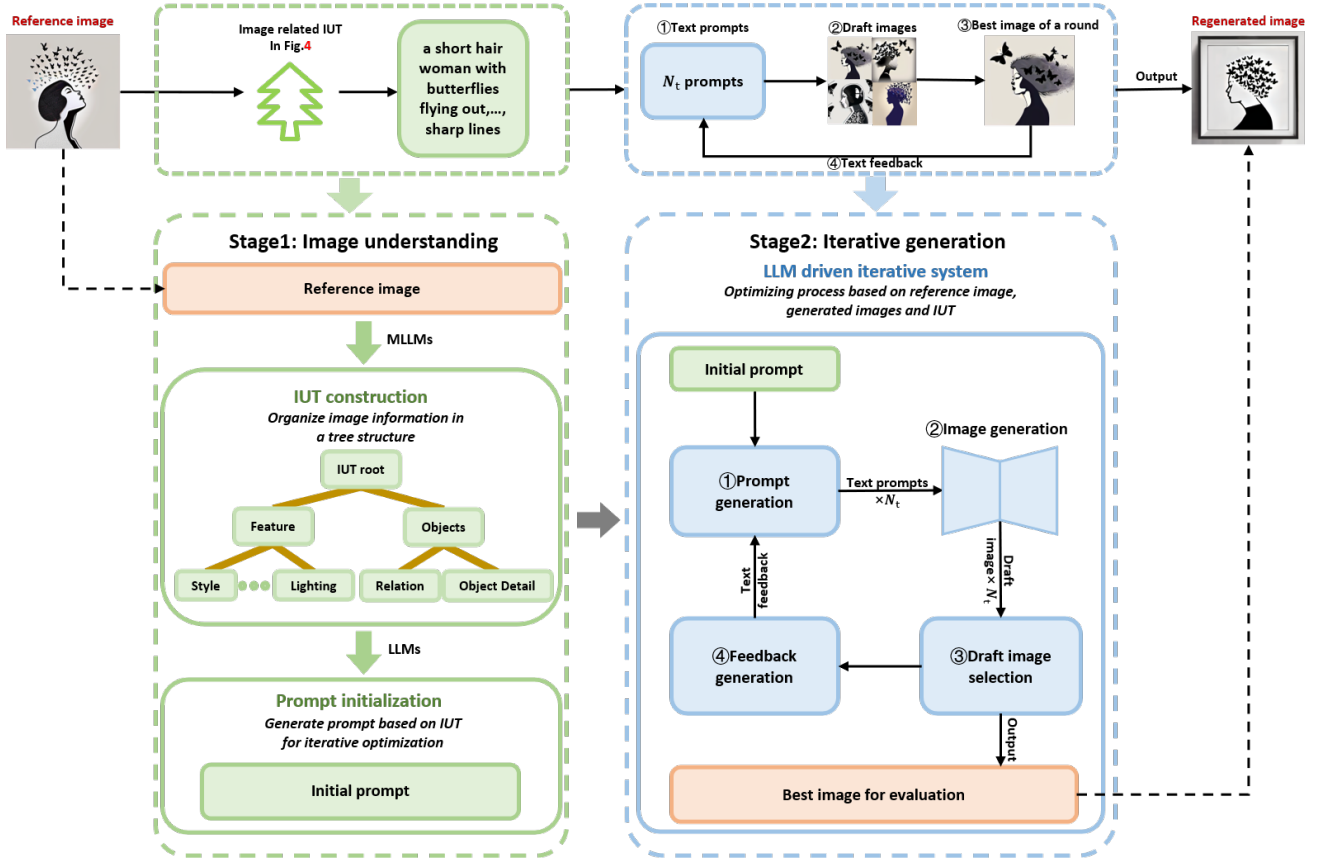 Reference image
Image related IUT
In Fig.4
a short hair
woman with
butterflies
flying out,...,
sharp lines
①Text prompts
Nt prompts
②Draft images
③Best image of a round
④Text feedback
Output
Regenerated image
Stage1: Image understanding
Reference image
MLLMs
IUT construction
Organize image information in
a tree structure
IUT root
Feature
Objects
Style
Lighting
Relation
Object Detail
LLMs
Prompt initialization
Generate prompt based on IUT
for iterative optimization
Initial prompt
Stage2: Iterative generation
LLM driven iterative system
Optimizing process based on reference image,
generated images and IUT
Initial prompt
①Prompt
generation
Text prompts
×Nt
②Image generation
Draft
image×Nt
③Draft image
selection
④Feedback
generation
Text
feedback
Output
Best image for evaluation